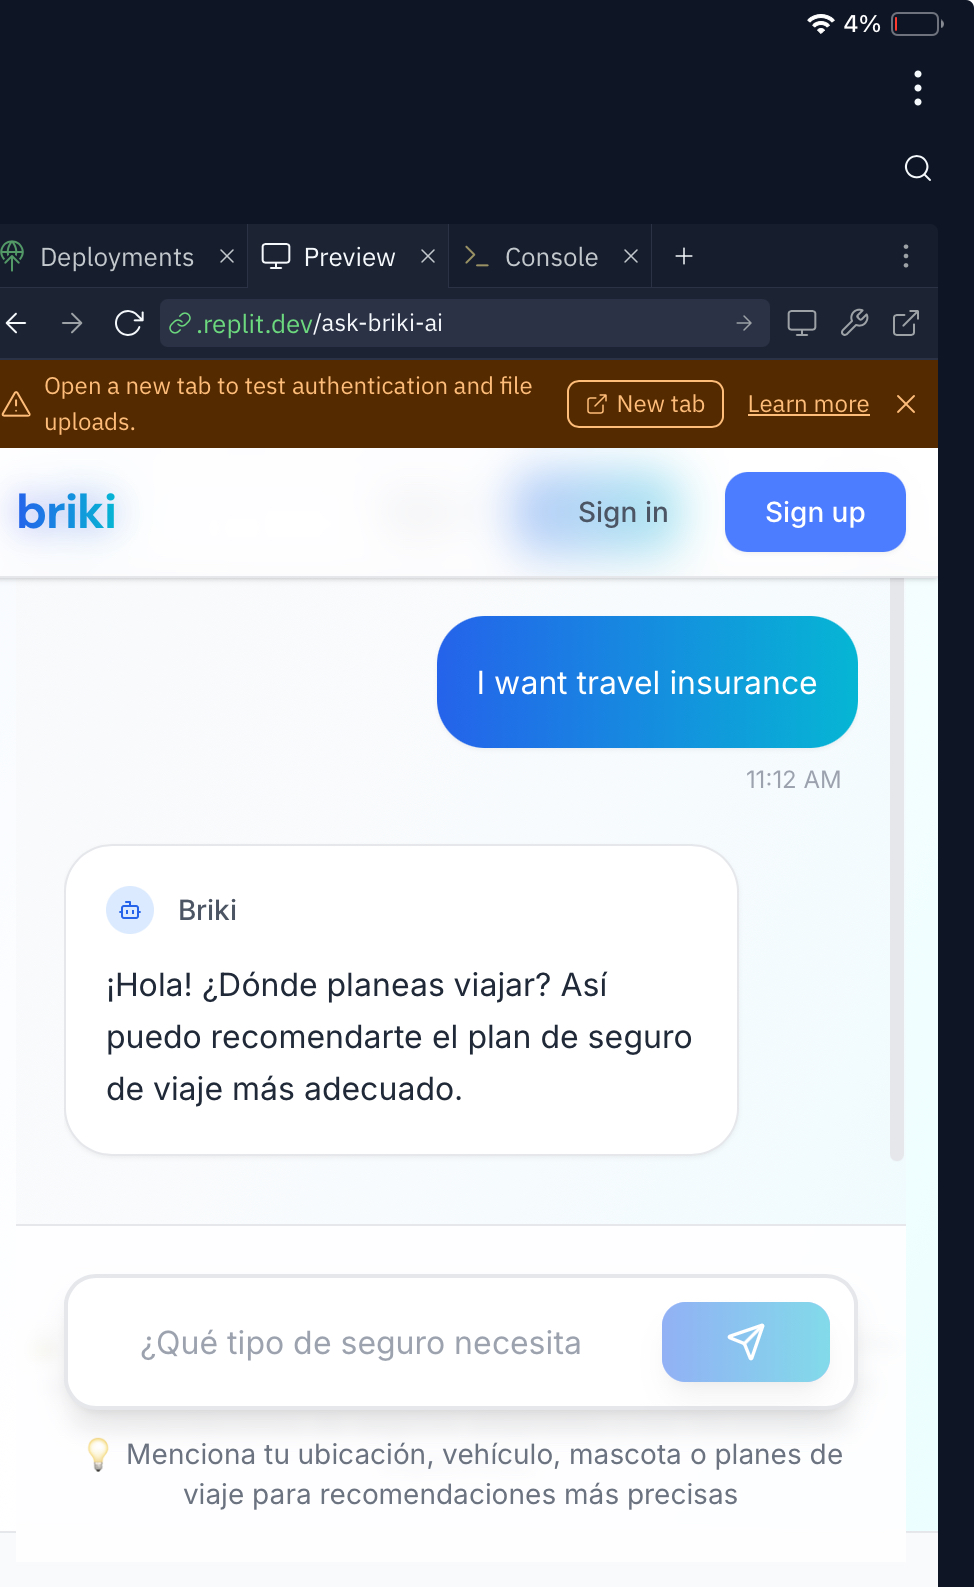 4%
Deployments
Preview
Console
.replit.dev/ask-briki-ai
Open a new tab to test authentication and file
uploads.
New tab
Learn more
briki
Sign in
Sign up
I want travel insurance
11:12 AM
Briki
¡Hola! ¿Dónde planeas viajar? Así
puedo recomendarte el plan de seguro
de viaje más adecuado.
¿Qué tipo de seguro necesita
Menciona tu ubicación, vehículo, mascota o planes de
viaje para recomendaciones más precisas